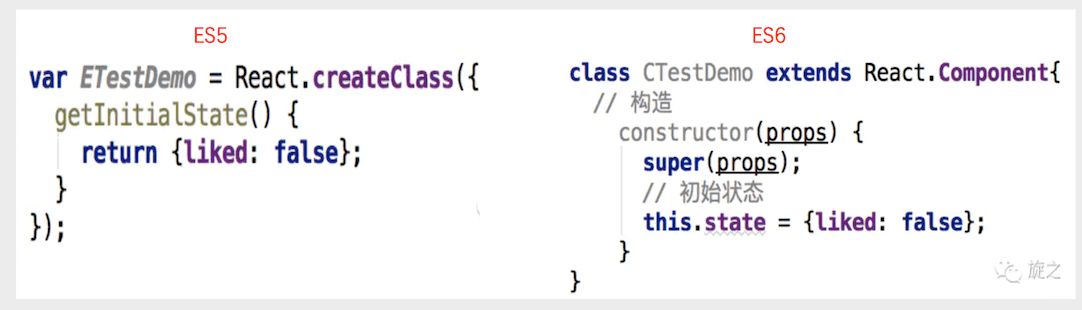 ES5
var ETestDemo = React.createClass({
getInitialState() {
return {liked: false};
}
});
ES6
class CTestDemo extends React.Component{
// 构造
constructor(props) {
super(props);
// 初始状态
this.state = {liked: false};
}
}
旋之